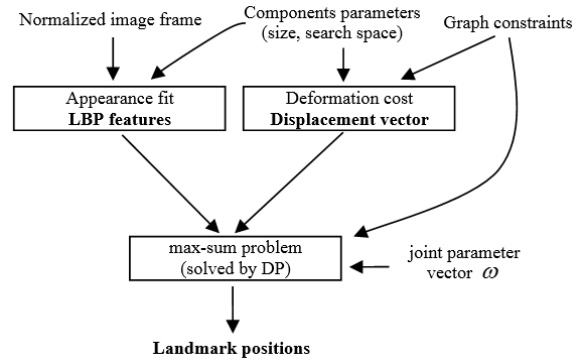 Normalized image frame
Components parameters
(size, search space)
Graph constraints
Appearance fit
LBP features
Deformation cost
Displacement vector
max-sum problem
(solved by DP)
joint parameter
vector ω
Landmark positions